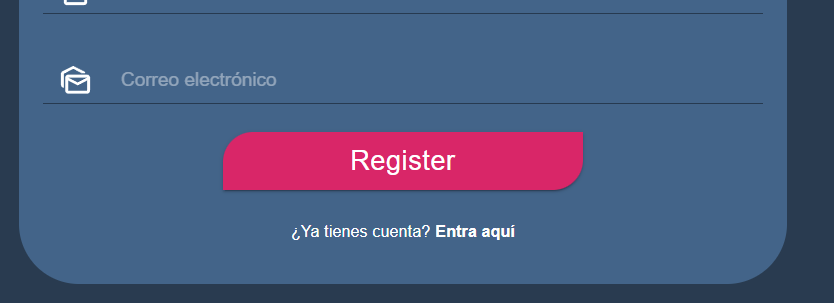 Correo electrónico
Register
¿Ya tienes cuenta? Entra aquí